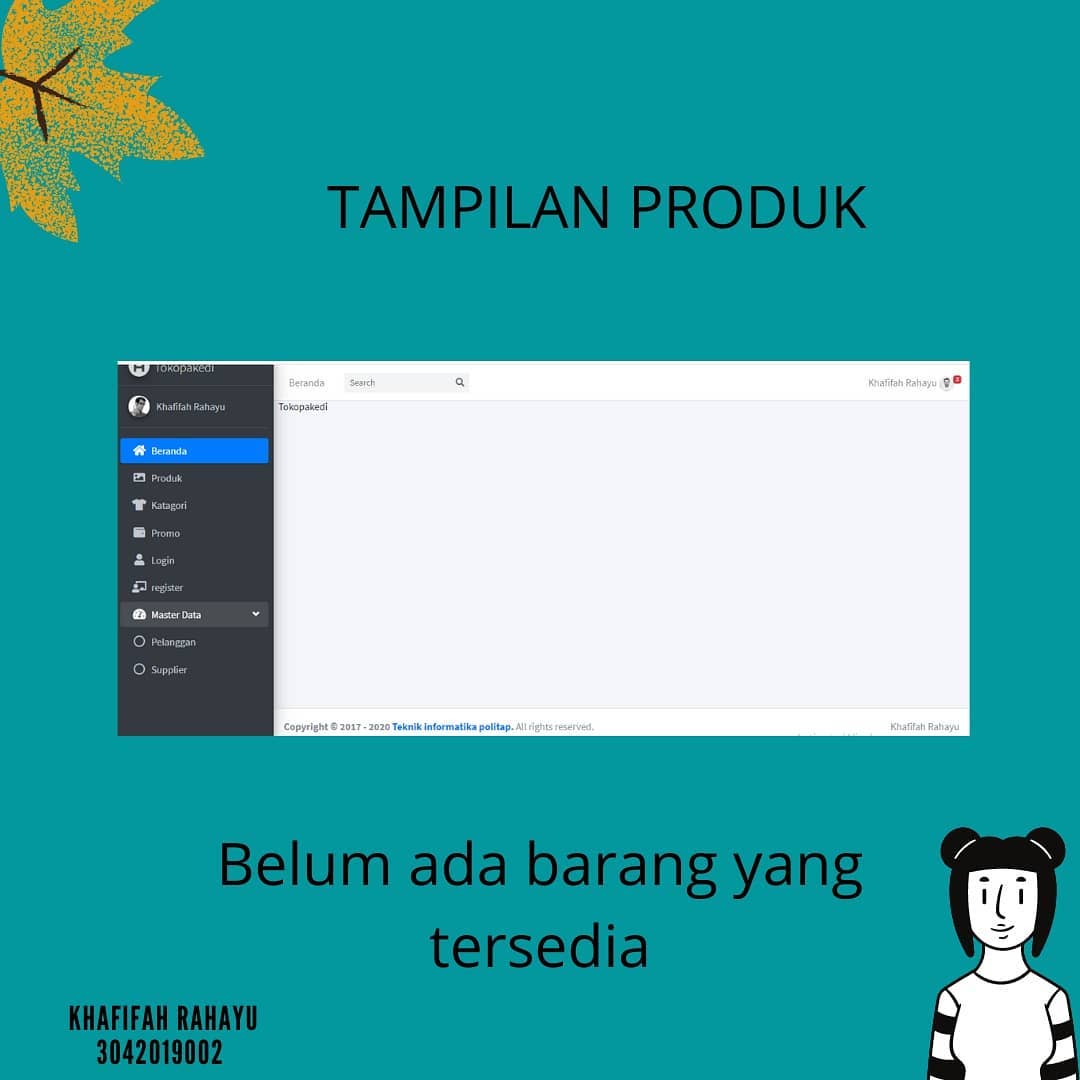 TAMPILAN PRODUK
Tokopakedi
Khafifah Rahayu
Beranda
Produk
Katagori
Promo
Login
register
Master Data
Pelanggan
Supplier
Beranda
Search
Khafifah Rahayu
Tokopakedi
Copyright © 2017 - 2020 Teknik informatika politap. All rights reserved.
Khafifah Rahayu
Belum ada barang yang
tersedia
KHAFIFAH RAHAYU
3042019002